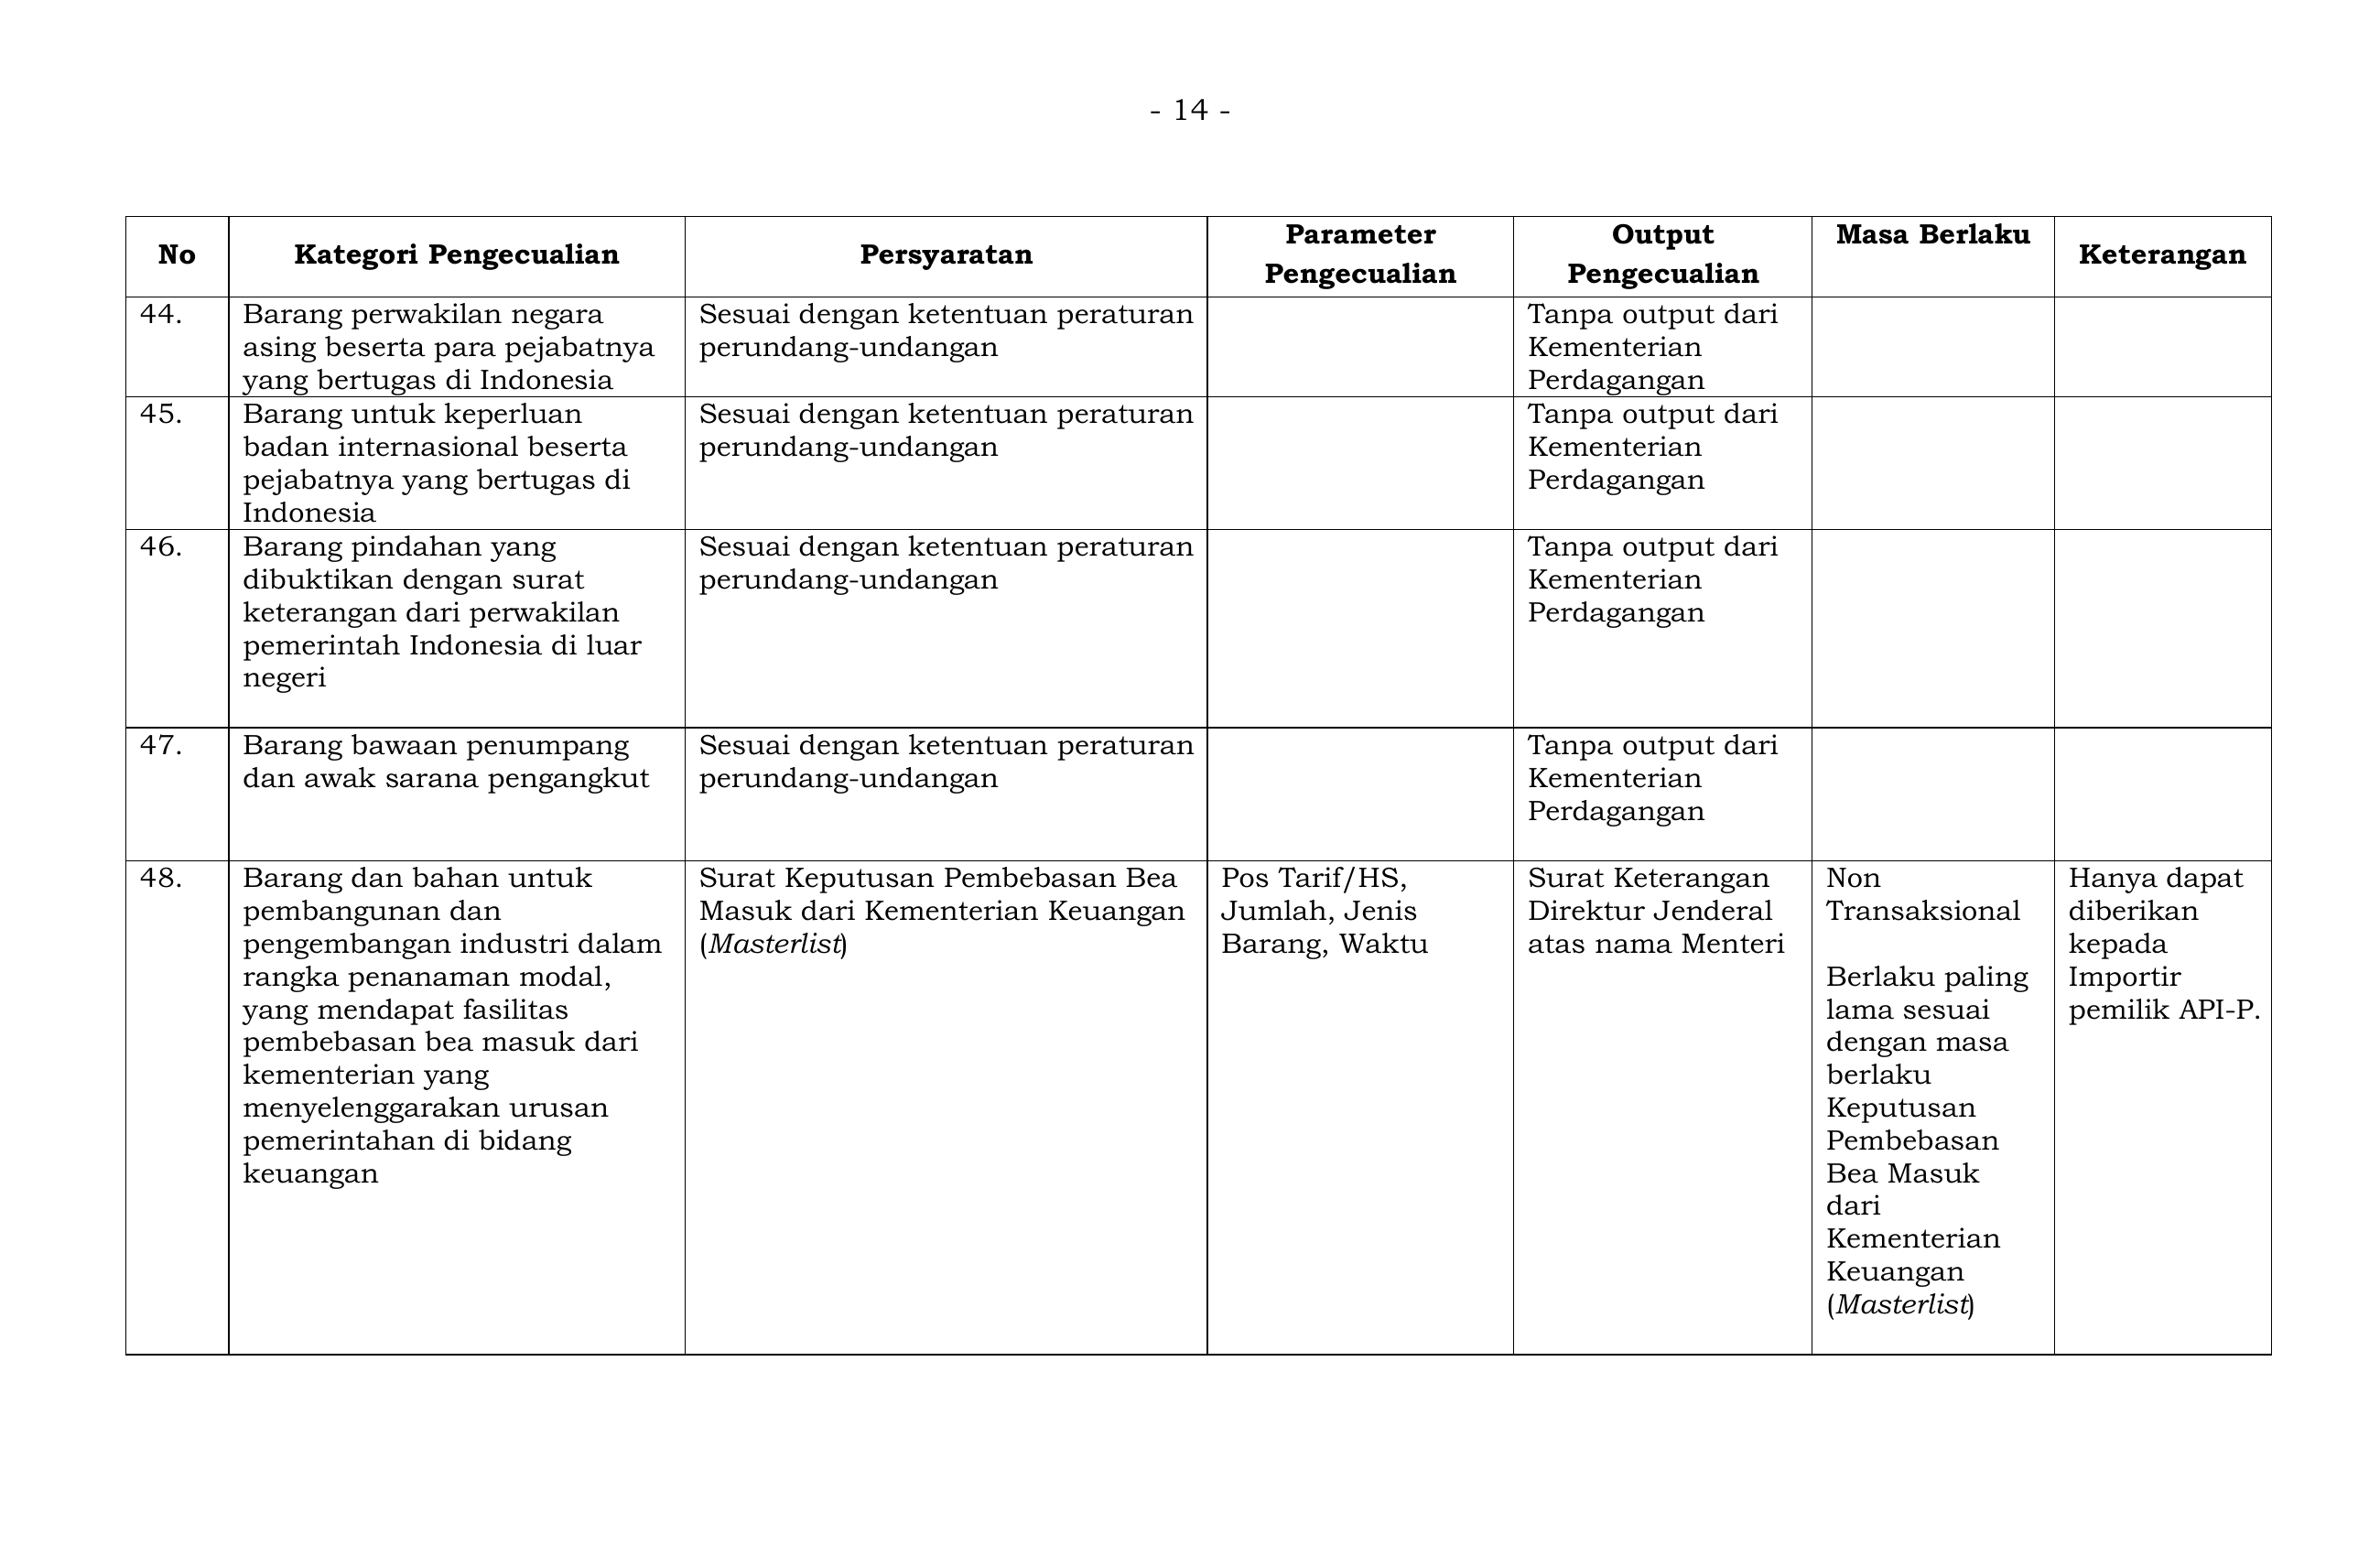 - 14 -
No
Kategori Pengecualian
Persyaratan
Parameter
Pengecualian
Output
Pengecualian
Masa Berlaku
Keterangan
44.
Barang perwakilan negara
asing beserta para pejabatnya
yang bertugas di Indonesia
Sesuai dengan ketentuan peraturan
perundang-undangan
Tanpa output dari
Kementerian
Perdagangan
45.
Barang untuk keperluan
badan internasional beserta
pejabatnya yang bertugas di
Indonesia
Sesuai dengan ketentuan peraturan
perundang-undangan
Tanpa output dari
Kementerian
Perdagangan
46.
Barang pindahan yang
dibuktikan dengan surat
keterangan dari perwakilan
pemerintah Indonesia di luar
negeri
Sesuai dengan ketentuan peraturan
perundang-undangan
Tanpa output dari
Kementerian
Perdagangan
47.
Barang bawaan penumpang
dan awak sarana pengangkut
Sesuai dengan ketentuan peraturan
perundang-undangan
Tanpa output dari
Kementerian
Perdagangan
48.
Barang dan bahan untuk
pembangunan dan
pengembangan industri dalam
rangka penanaman modal,
yang mendapat fasilitas
pembebasan bea masuk dari
kementerian yang
menyelenggarakan urusan
pemerintahan di bidang
keuangan
Surat Keputusan Pembebasan Bea
Masuk dari Kementerian Keuangan
(Masterlist)
Pos Tarif/HS,
Jumlah, Jenis
Barang, Waktu
Surat Keterangan
Direktur Jenderal
atas nama Menteri
Non
Transaksional
Berlaku paling
lama sesuai
dengan masa
berlaku
Keputusan
Pembebasan
Bea Masuk
dari
Kementerian
Keuangan
(Masterlist)
Hanya dapat
diberikan
kepada
Importir
pemilik API-P.